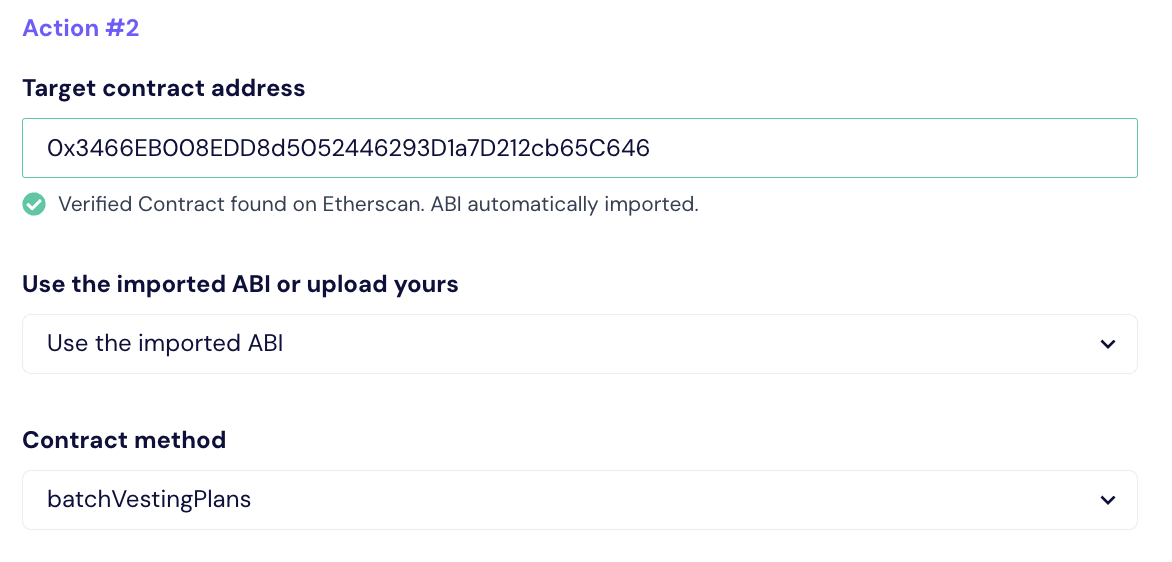 Action #2
Target contract address
0x3466EB008EDD8d5052446293D1a7D212cb65C646
Verified Contract found on Etherscan. ABI automatically imported.
Use the imported ABI or upload yours
Use the imported ABI
Contract method
batchVestingPlans